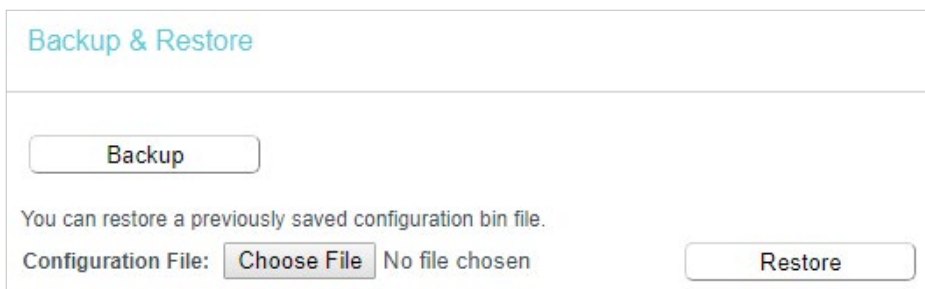 Backup & Restore
Backup
You can restore a previously saved configuration bin file.
Configuration File: Choose File No file chosen Restore